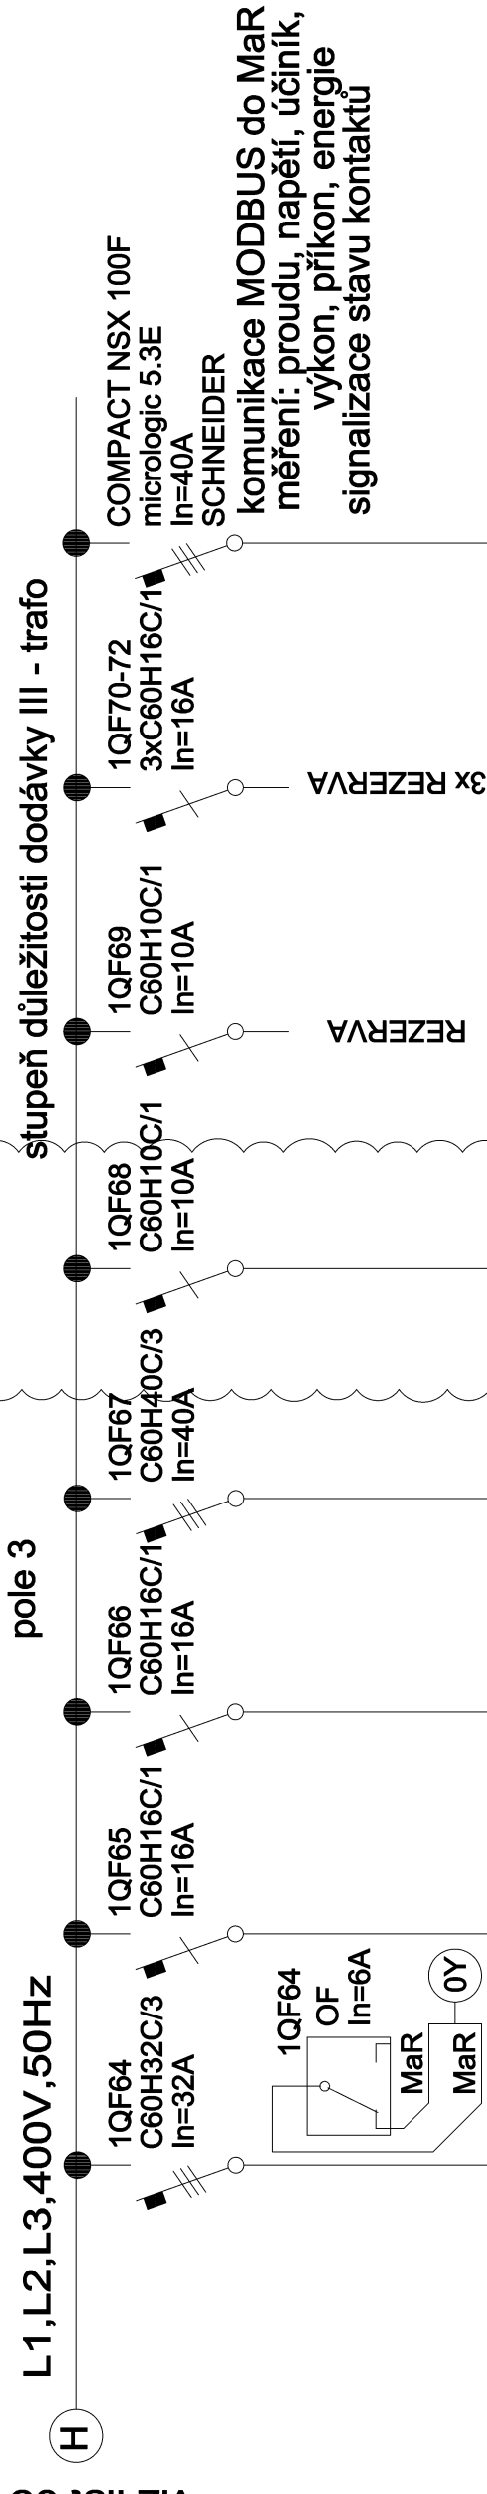 L1,L2,L3,400V,50Hz
pole 3
stupeň důležitosti dodávky III - trafo
H
1QF64
C60H32C/3
In=32A
1QF64
OF
In=6A
MaR
MaR
0Y
1QF65
C60H16C/1
In=16A
1QF66
C60H16C/1
In=16A
1QF67
C60H40C/3
In=40A
1QF68
C60H10C/1
In=10A
1QF69
C60H10C/1
In=10A
REZERVA
1QF70-72
3xC60H16C/1
In=16A
3x REZERVA
COMPACT NSX 100F
micrologic 5.3E
In=40A
SCHNEIDER
komunikace MODBUS do MaR
měření: proudu, napětí, účiník,
výkon, příkon, energie
signalizace stavu kontaktů